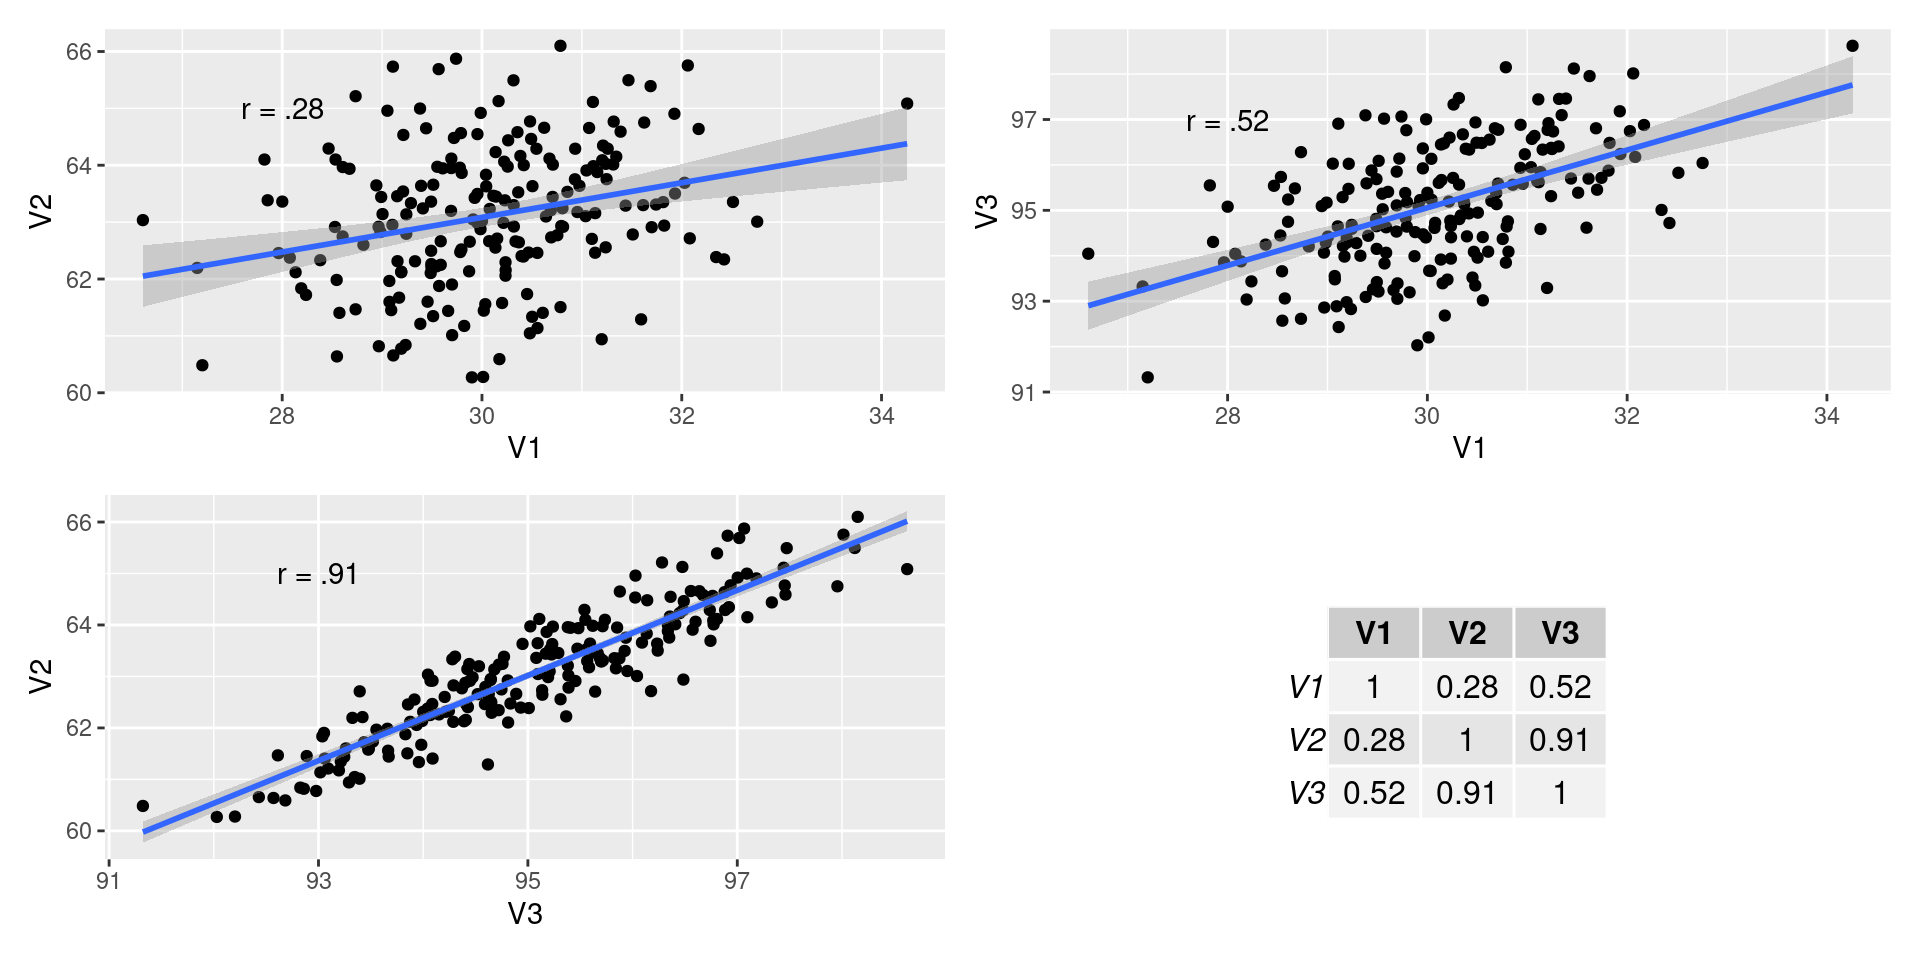 66
64
62
60
V2
r = .28
28 30 32 34
V1
97
95
93
91
V3
r = .52
28 30 32 34
V1
66
64
62
60
V2
r = .91
91 93 95 97
V3
V1 V2 V3
V1 1 0.28 0.52
V2 0.28 1 0.91
V3 0.52 0.91 1